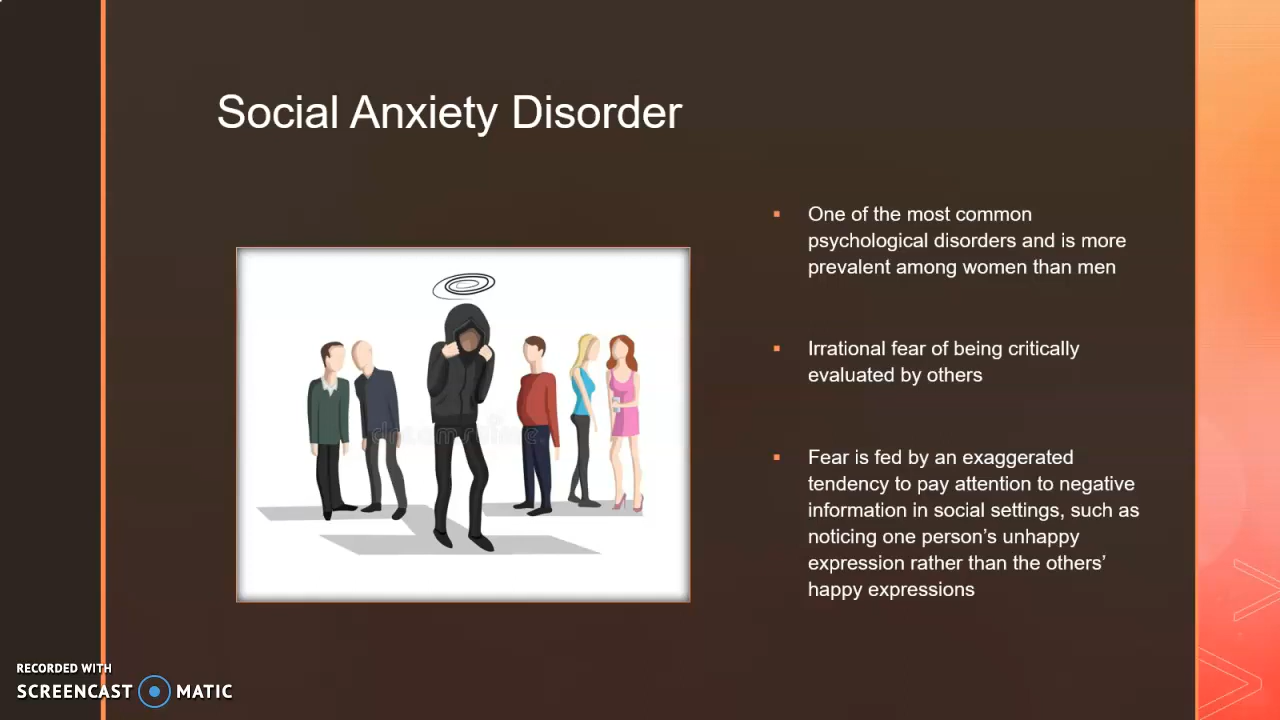 Social Anxiety Disorder
One of the most common
psychological disorders and is more
prevalent among women than men
Irrational fear of being critically
evaluated by others
Fear is fed by an exaggerated
tendency to pay attention to negative
information in social settings, such as
noticing one person’s unhappy
expression rather than the others’
happy expressions
dreamstime
RECORDED WITH
SCREENCAST MATIC